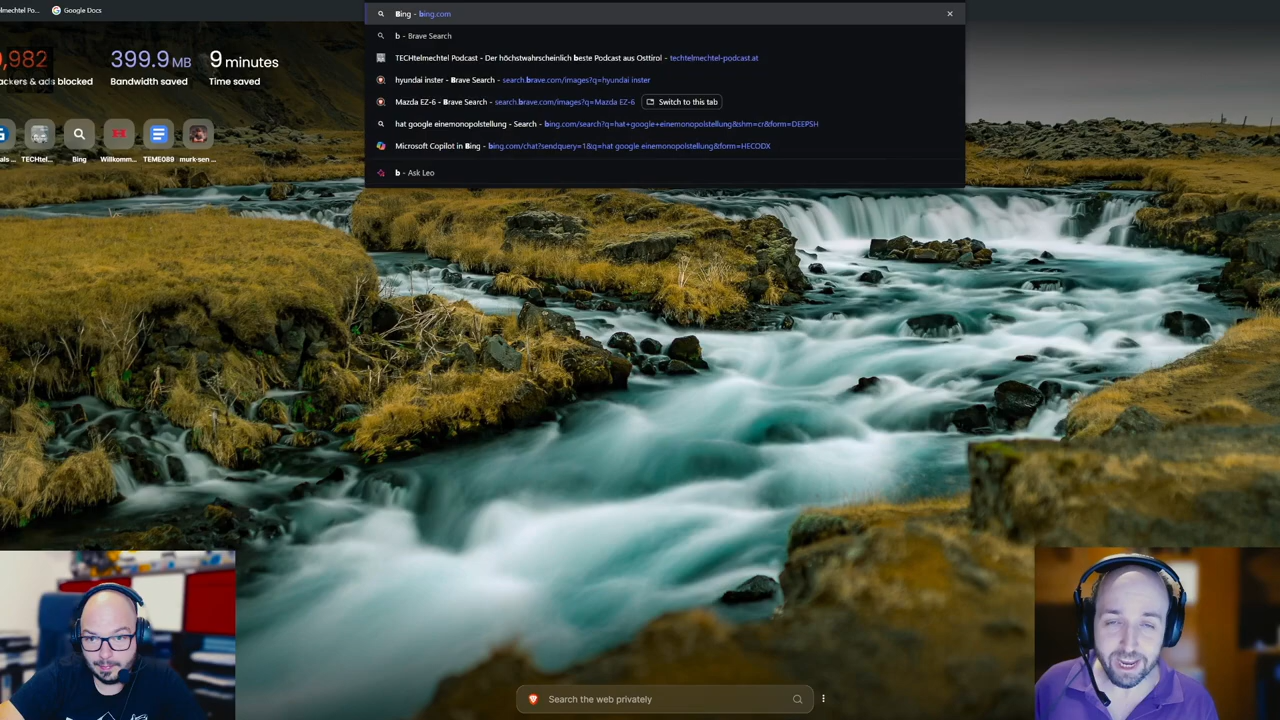 elmechtel Po...
Google Docs
Bing - bing.com
b - Brave Search
TECHtelmechtel Podcast - Der höchstwahrscheinlich beste Podcast aus Osttirol - techtelmechtel-podcast.at
hyundai inster - Brave Search - search.brave.com/images?q=hyundai inster
Mazda EZ-6 - Brave Search - search.brave.com/images?q=Mazda EZ-6
Switch to this tab
hat google einemonopolstellung - Search - bing.com/search?q=hat+google+einemonopolstellung&shm=cr&form=DEEPSH
Microsoft Copilot in Bing - bing.com/chat?sendquery=1&q=hat google einemonopolstellung&form=HECODX
b - Ask Leo
,982
399.9 MB
9 minutes
ackers & ads blocked
Bandwidth saved
Time saved
als ...
TECHtel...
Bing
Willkomm...
TEME089
murk-sen ...
Search the web privately